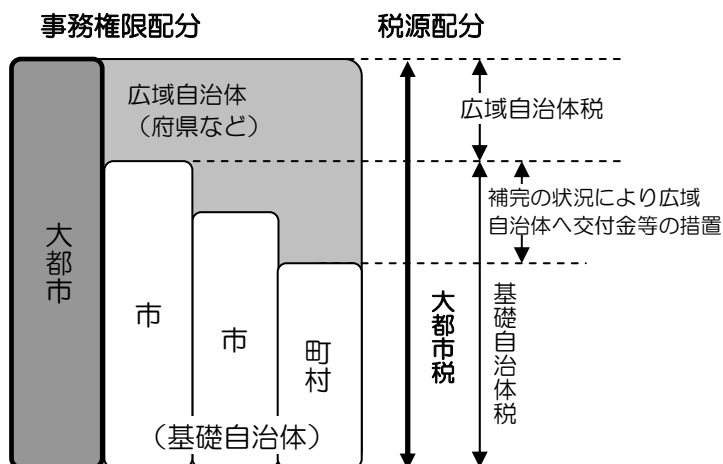 事務権限配分
税源配分
広域自治体
（府県など）
広域自治体税
補完の状況により広域
自治体へ交付金等の措置
大都市
市
市
町村
大都市税
基礎自治体税
（基礎自治体）